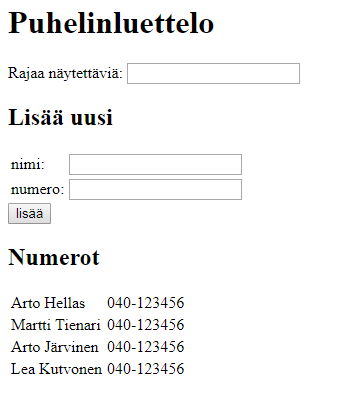 Puhelinluettelo
Rajaa näytettäviä:
Lisää uusi
nimi:
numero:
lisää
Numerot
Arto Hellas 040-123456
Martti Tienari 040-123456
Arto Järvinen 040-123456
Lea Kutvonen 040-123456